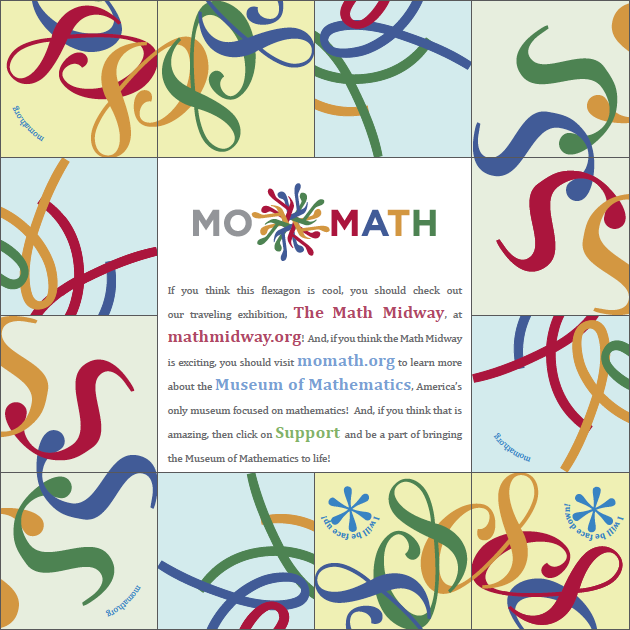 momath.org
MO MATH
If you think this flexagon is cool, you should check out
our traveling exhibition, The Math Midway, at
mathmidway.org! And, if you think the Math Midway
is exciting, you should visit momath.org to learn more
about the Museum of Mathematics, America's
only museum focused on mathematics! And, if you think that is
amazing, then click on Support and be a part of bringing
the Museum of Mathematics to life!
momath.org
I will be face up!
I will be face down!
momath.org